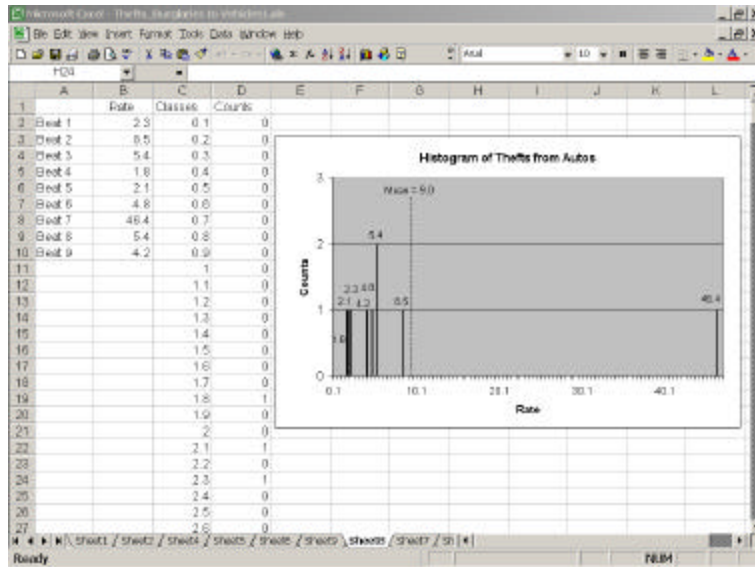 Microsoft Excel - Thefts_Burglaries to Vehicles.xls
File Edit View Insert Format Tools Data Window Help
Arial 10
H24 =
A B C D E F G H I J K L
1 Rate Classes Counts
2 Beat 1 2.3 0.1 0
3 Beat 2 8.5 0.2 0
4 Beat 3 5.4 0.3 0
5 Beat 4 1.8 0.4 0
6 Beat 5 2.1 0.5 0
7 Beat 6 4.8 0.6 0
8 Beat 7 46.4 0.7 0
9 Beat 8 5.4 0.8 0
10 Beat 9 4.2 0.9 0
11 1 0
12 1.1 0
13 1.2 0
14 1.3 0
15 1.4 0
16 1.5 0
17 1.6 0
18 1.7 0
19 1.8 1
20 1.9 0
21 2 0
22 2.1 1
23 2.2 0
24 2.3 1
25 2.4 0
26 2.5 0
27 2.6 0
Histogram of Thefts from Autos
Counts
3
2
1
0
Mean = 9.0
5.4
2.3 4.8
2.1 4.2 8.5 46.4
1.8
0.1 10.1 20.1 30.1 40.1
Rate
Sheet1 / Sheet2 / Sheet4 / Sheet5 / Sheet6 / Sheet9 / Sheet8 / Sheet7 / Sh
Ready NUM